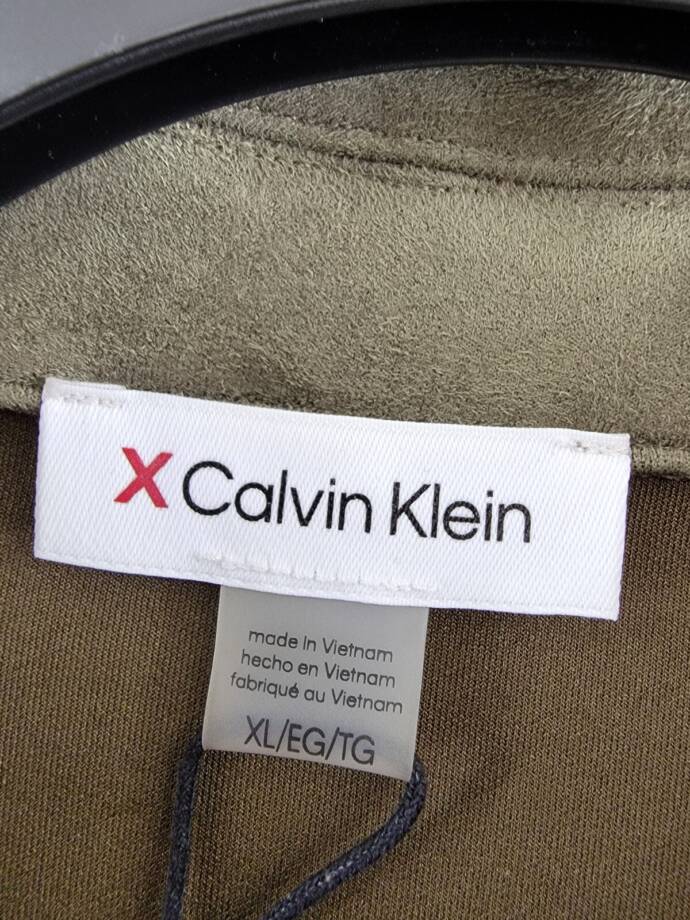 X Calvin Klein
made in Vietnam
hecho en Vietnam
fabriqué au Vietnam
XL/EG/TG